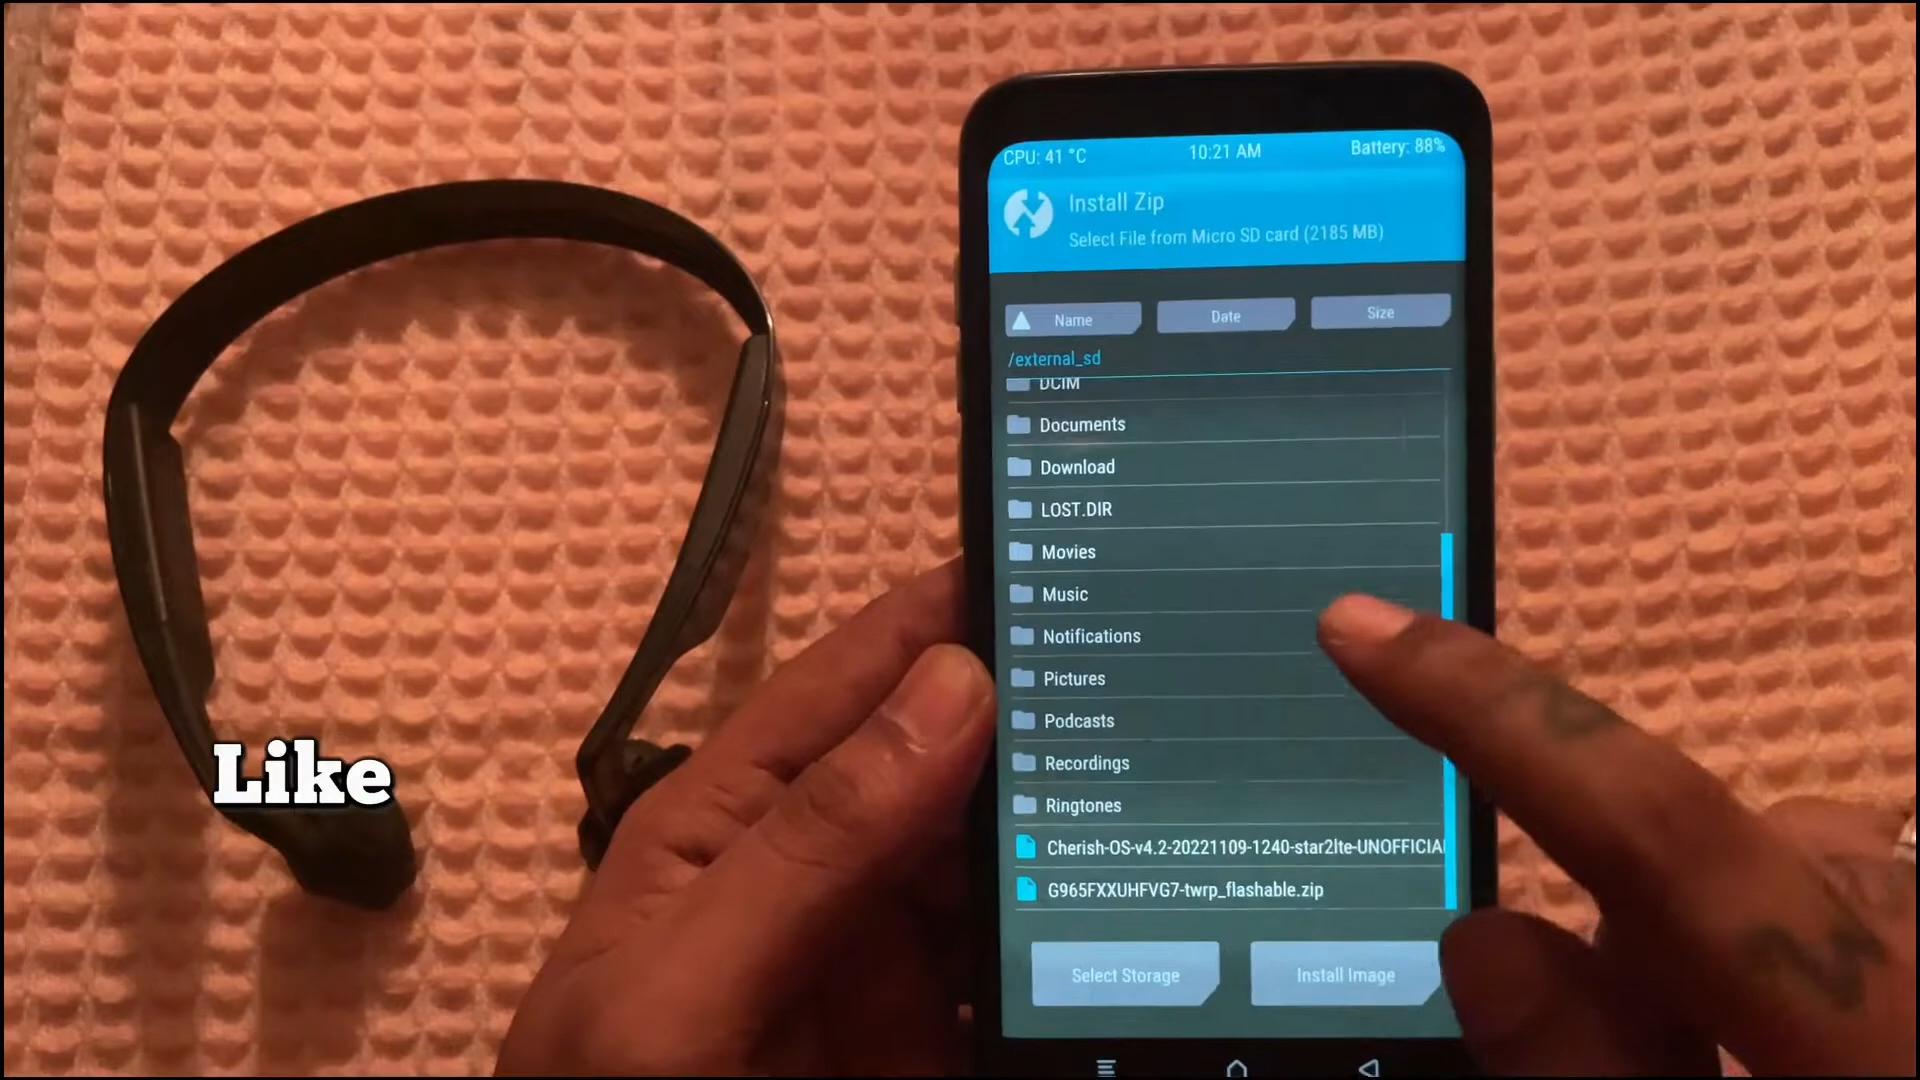 CPU: 41 °C 10:21 AM Battery: 88%
Install Zip
Select File from Micro SD card (2185 MB)
Name Date Size
/external_sd
DCIM
Documents
Download
LOST.DIR
Movies
Music
Notifications
Pictures
Podcasts
Recordings
Ringtones
Cherish-OS-v4.2-20221109-1240-star2lte-UNOFFICIAL
G965FXXUHFVG7-twrp_flashable.zip
Select Storage Install Image
Like